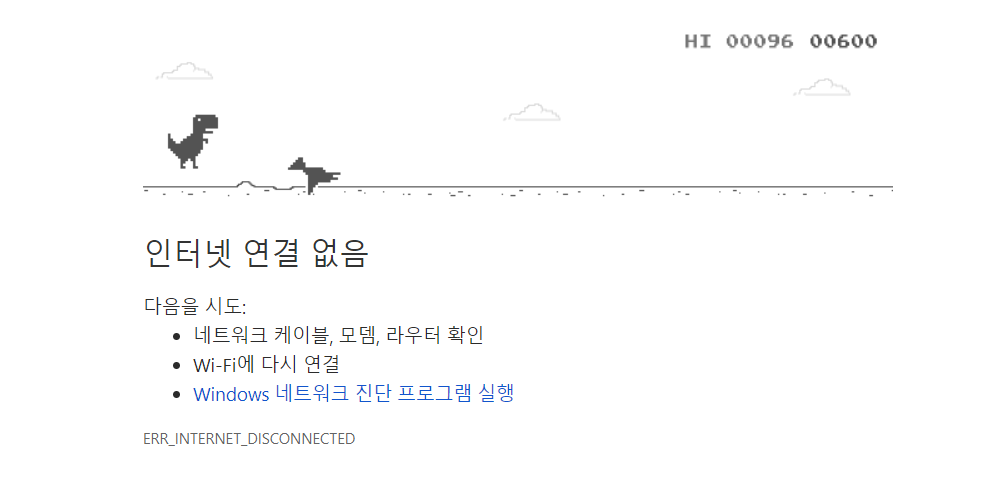 HI 00096 00600
인터넷 연결 없음
다음을 시도:
네트워크 케이블, 모뎀, 라우터 확인
Wi-Fi에 다시 연결
Windows 네트워크 진단 프로그램 실행
ERR_INTERNET_DISCONNECTED